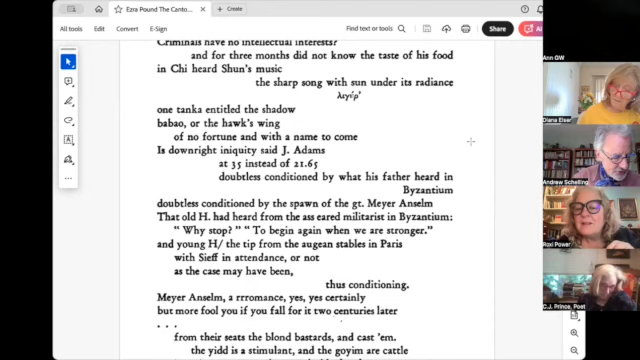 Ezra Pound The Canto...
+ Create
All tools
Edit
Convert
E-Sign
Find text or tools
Share
AI
Criminals have no intellectual interests?
and for three months did not know the taste of his food
in Chi heard Shun's music
the sharp song with sun under its radiance
λιγύρ'
one tanka entitled the shadow
babao, or the hawk's wing
of no fortune and with a name to come
Is downright iniquity said J. Adams
at 35 instead of 21.65
doubtless conditioned by what his father heard in
Byzantium
doubtless conditioned by the spawn of the gt. Meyer Anselm
That old H. had heard from the ass eared militarist in Byzantium:
" Why stop? " " To begin again when we are stronger."
and young H/ the tip from the augean stables in Paris
with Sieff in attendance, or not
as the case may have been,
thus conditioning.
Meyer Anselm, a rrromance, yes, yes certainly
but more fool you if you fall for it two centuries later
. . .
from their seats the blond bastards, and cast 'em.
the yidd is a stimulant, and the goyim are cattle
Ann GW
Diana Elser
Andrew Schelling
Roxi Power
C.J. Prince, Post